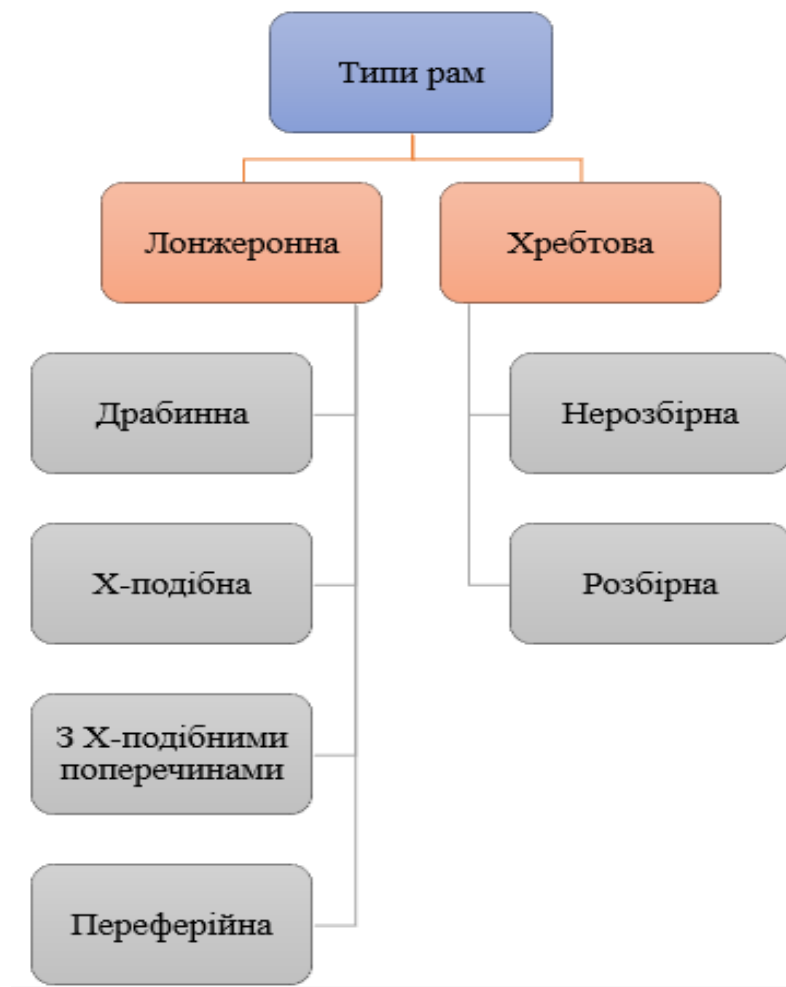 Типи рам
Лонжеронна
Хребтова
Драбинна
Нерозбірна
Х-подібна
Розбірна
З Х-подібними
поперечинами
Переферійна